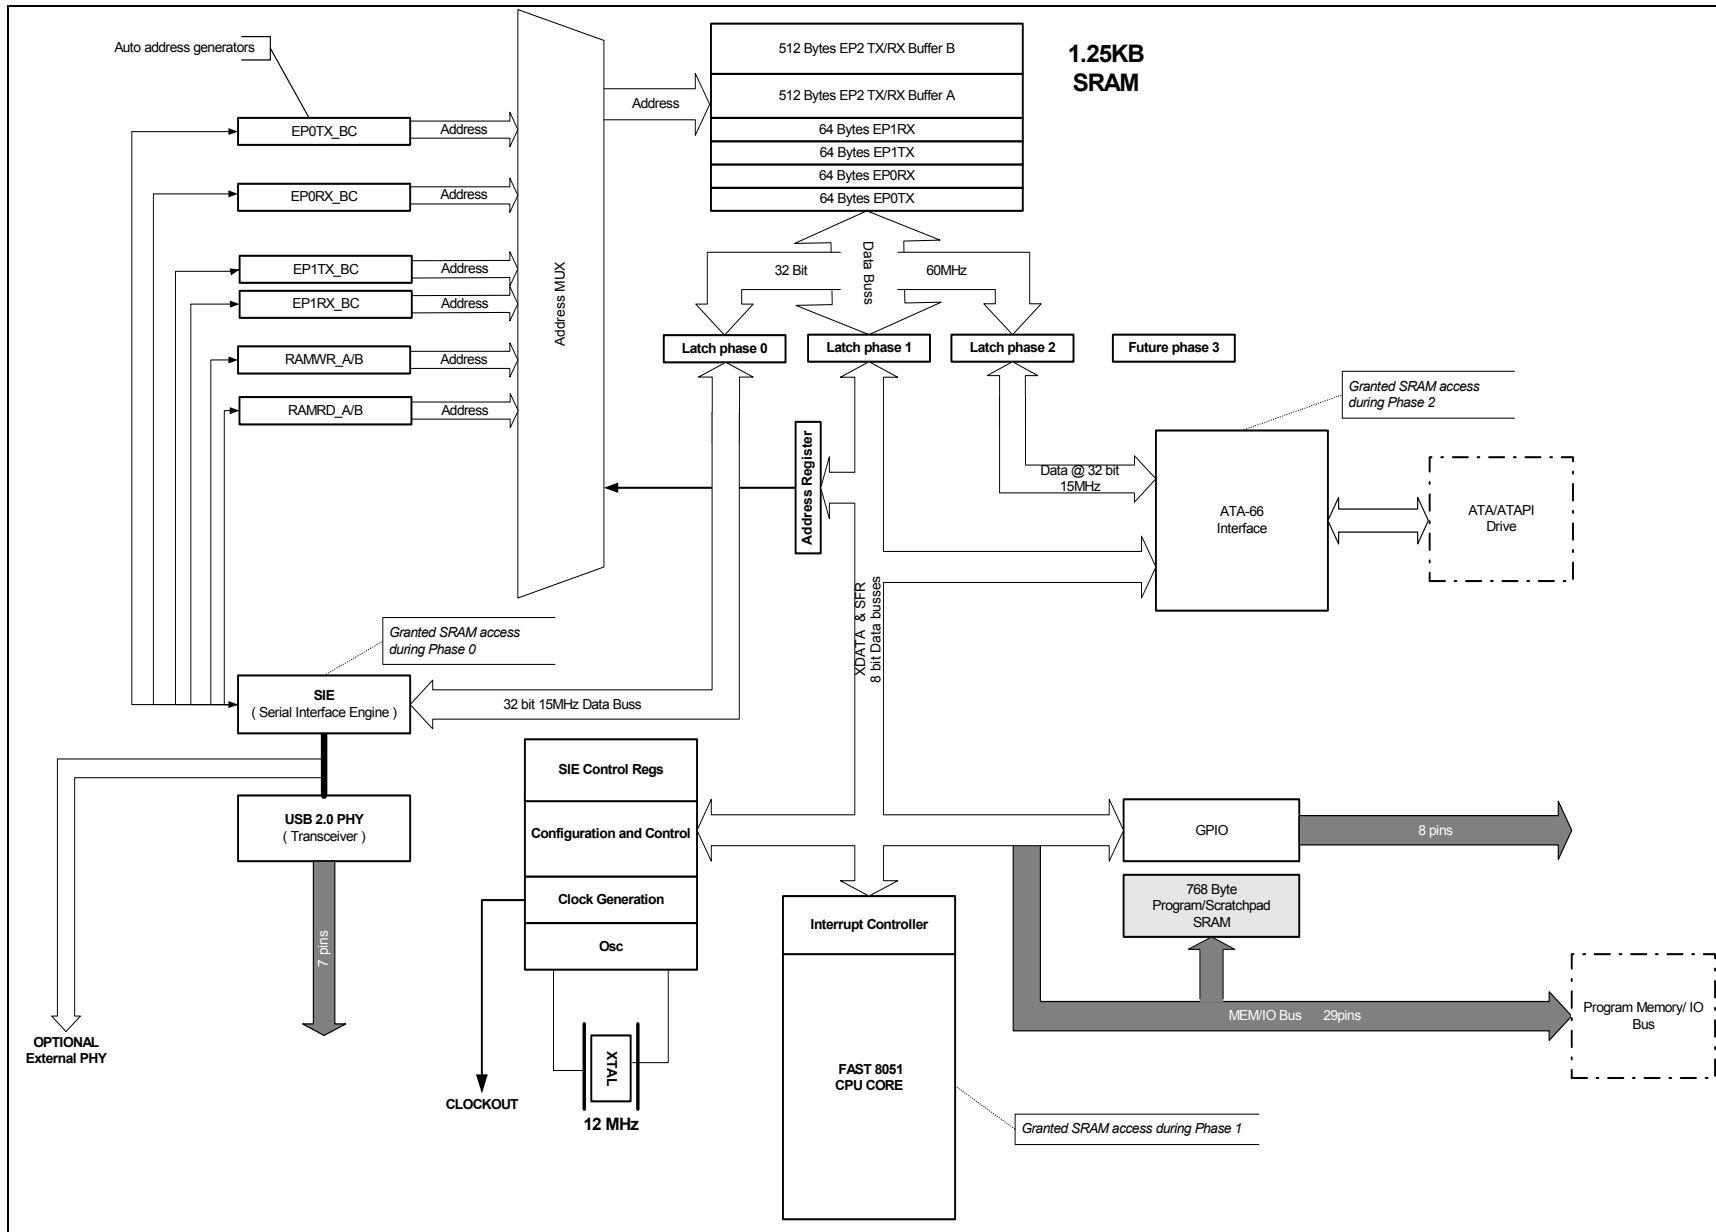 Auto address generators
512 Bytes EP2 TX/RX Buffer B
1.25KB
SRAM
512 Bytes EP2 TX/RX Buffer A
Address
EP0TX_BC
Address
64 Bytes EP1RX
64 Bytes EP1TX
64 Bytes EP0RX
64 Bytes EP0TX
EP0RX_BC
Address
EP1TX_BC
Address
EP1RX_BC
Address
RAMWR_A/B
Address
RAMRD_A/B
Address
Address MUX
32 Bit
Data Buss
60MHz
Latch phase 0
Latch phase 1
Latch phase 2
Future phase 3
Granted SRAM access
during Phase 2
Address Register
Data @ 32 bit
15MHz
ATA-66
Interface
ATA/ATAPI
Drive
XDATA & SFR
8 bit Data busses
Granted SRAM access
during Phase 0
SIE
( Serial Interface Engine )
32 bit 15MHz Data Buss
USB 2.0 PHY
( Transceiver )
7 pins
OPTIONAL
External PHY
SIE Control Regs
Configuration and Control
Clock Generation
Osc
XTAL
12 MHz
CLOCKOUT
Interrupt Controller
FAST 8051
CPU CORE
Granted SRAM access during Phase 1
GPIO
8 pins
768 Byte
Program/Scratchpad
SRAM
MEM/IO Bus 29pins
Program Memory/ IO
Bus